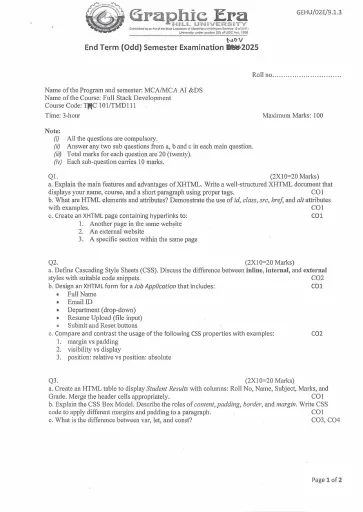 GEHU/02E/9.1.3
Graphic Era
HILL UNIVERSITY
Nov
End Term (Odd) Semester Examination 2025
Roll no..............................
Name of the Program and semester: MCA/MCA AI &DS
Name of the Course: Full Stack Development
Course Code: TMC 101/TMD111
Time: 3-hour Maximum Marks: 100
Note:
(i) All the questions are compulsory.
(ii) Answer any two sub questions from a, b and c in each main question.
(iii) Total marks for each question are 20 (twenty).
(iv) Each sub-question carries 10 marks.
Q1. (2X10=20 Marks)
a. Explain the main features and advantages of XHTML. Write a well-structured XHTML document that
displays your name, course, and a short paragraph using proper tags. CO1
b. What are HTML elements and attributes? Demonstrate the use of id, class, src, href, and alt attributes
with examples. CO1
c. Create an XHTML page containing hyperlinks to: CO1
1. Another page in the same website
2. An external website
3. A specific section within the same page
Q2. (2X10=20 Marks)
a. Define Cascading Style Sheets (CSS). Discuss the difference between inline, internal, and external
styles with suitable code snippets. CO2
b. Design an XHTML form for a Job Application that includes: CO1
• Full Name
• Email ID
• Department (drop-down)
• Resume Upload (file input)
• Submit and Reset buttons
c. Compare and contrast the usage of the following CSS properties with examples: CO2
1. margin vs padding
2. visibility vs display
3. position: relative vs position: absolute
Q3. (2X10=20 Marks)
a. Create an HTML table to display Student Results with columns: Roll No, Name, Subject, Marks, and
Grade. Merge the header cells appropriately. CO1
b. Explain the CSS Box Model. Describe the roles of content, padding, border, and margin. Write CSS
code to apply different margins and padding to a paragraph. CO1
c. What is the difference between var, let, and const? CO3, CO4
Page 1 of 2